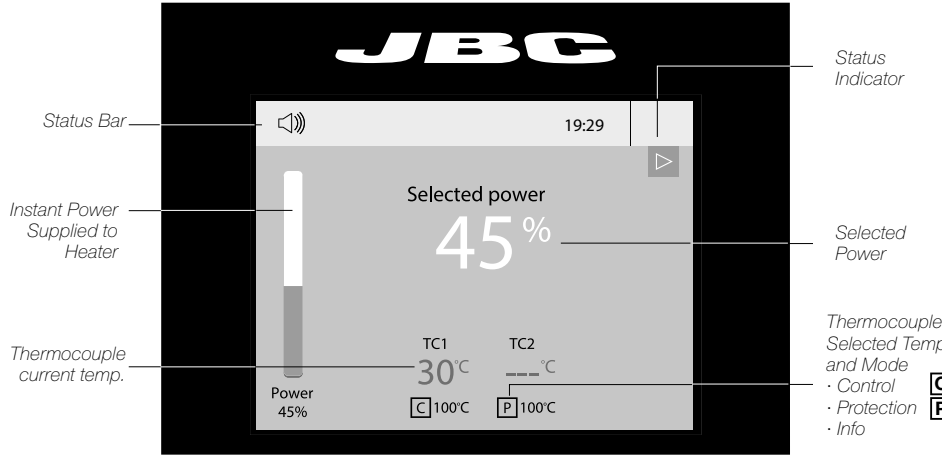 JBC
Status
Indicator
Status Bar
19:29
Instant Power
Supplied to
Heater
Selected power
45%
Selected
Power
Thermocouple
current temp.
TC1
TC2
30°C
---°C
C 100°C
P 100°C
Power
45%
Thermocouple
Selected Temp
and Mode
· Control
· Protection
· Info